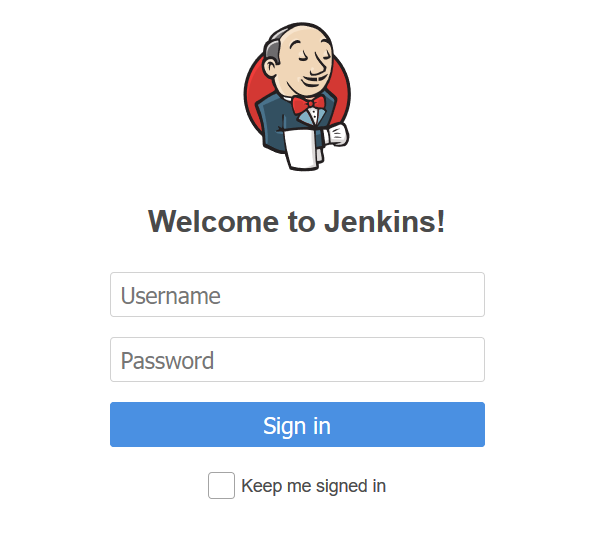 Welcome to Jenkins!
Username
Password
Sign in
Keep me signed in